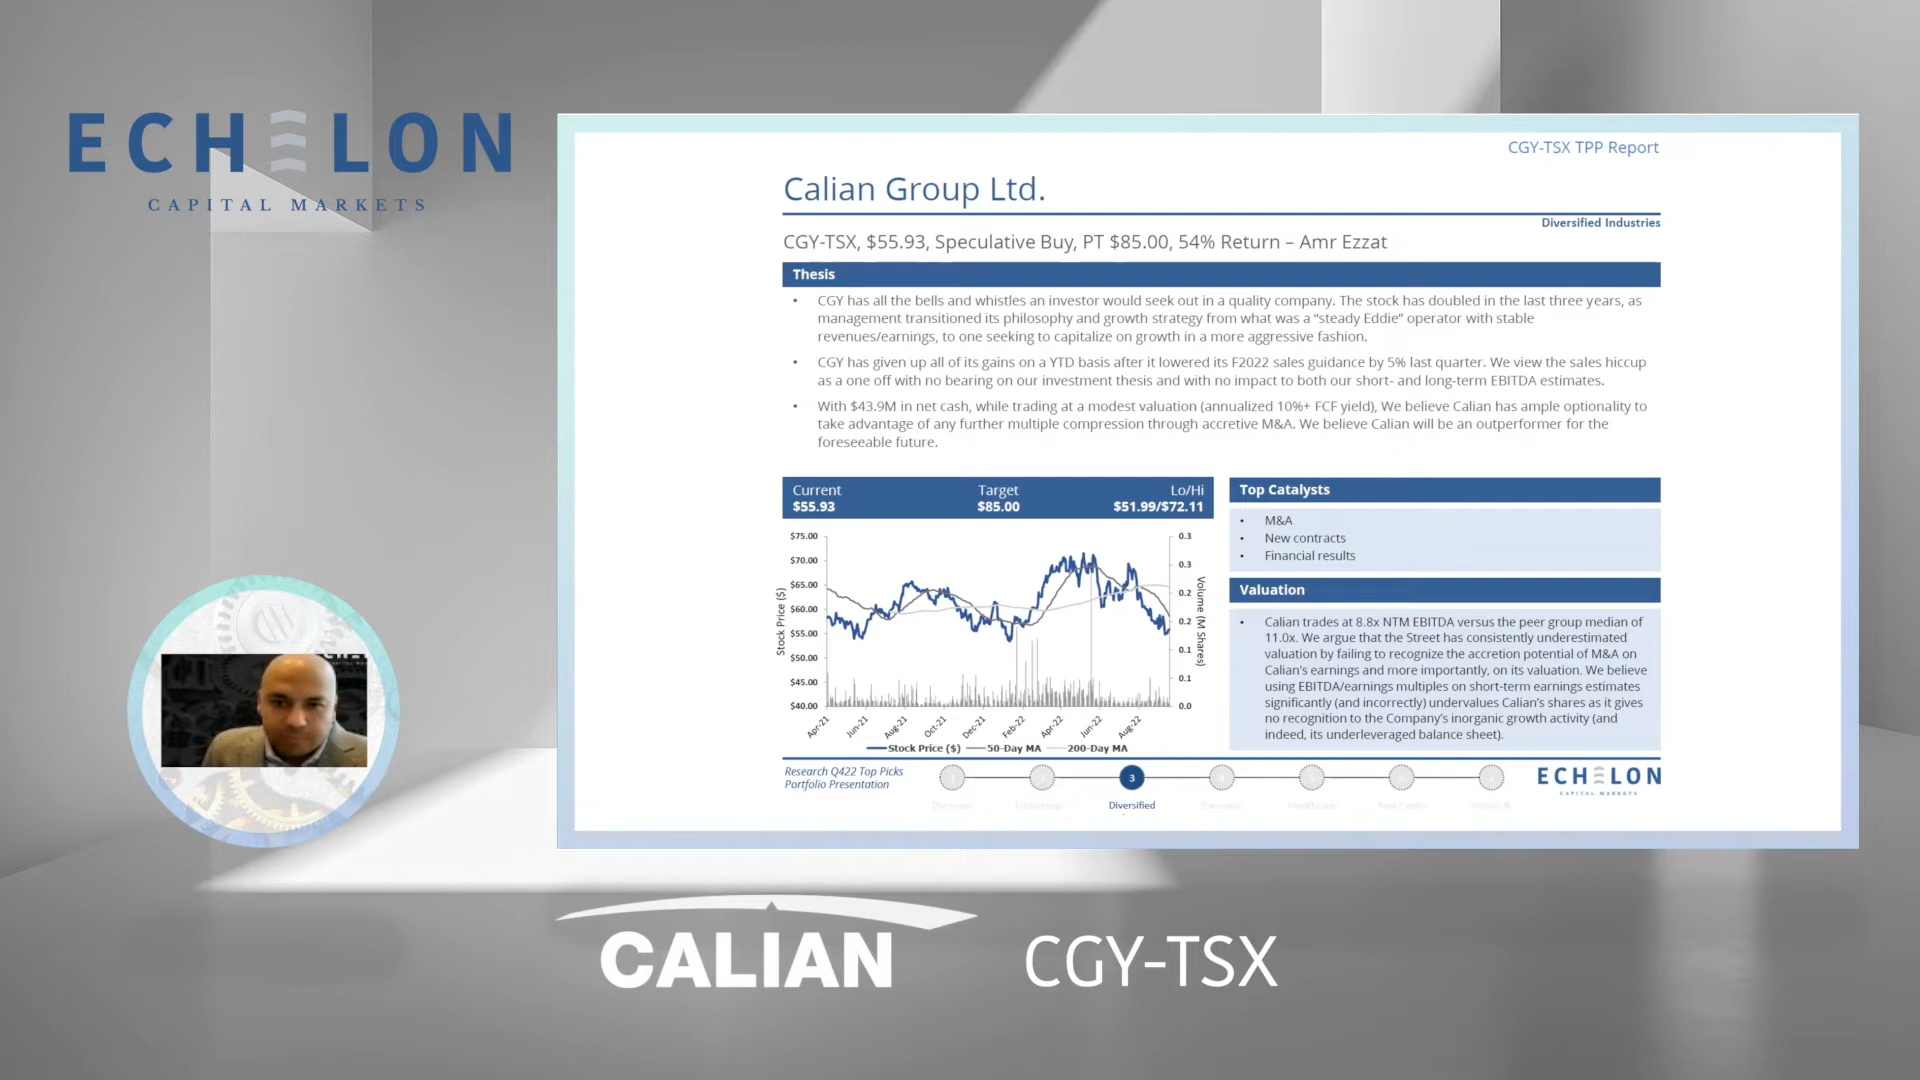 ECHELON
CAPITAL MARKETS
CGY-TSX TPP Report
Calian Group Ltd.
Diversified Industries
CGY-TSX, $55.93, Speculative Buy, PT $85.00, 54% Return – Amr Ezzat
Thesis
• CGY has all the bells and whistles an investor would seek out in a quality company. The stock has doubled in the last three years, as
management transitioned its philosophy and growth strategy from what was a “steady Eddie” operator with stable
revenues/earnings, to one seeking to capitalize on growth in a more aggressive fashion.
• CGY has given up all of its gains on a YTD basis after it lowered its F2022 sales guidance by 5% last quarter. We view the sales hiccup
as a one off with no bearing on our investment thesis and with no impact to both our short- and long-term EBITDA estimates.
• With $43.9M in net cash, while trading at a modest valuation (annualized 10%+ FCF yield), We believe Calian has ample optionality to
take advantage of any further multiple compression through accretive M&A. We believe Calian will be an outperformer for the
foreseeable future.
Current Target Lo/Hi
$55.93 $85.00 $51.99/$72.11
$75.00
$70.00
$65.00
$60.00
$55.00
$50.00
$45.00
$40.00
Stock Price ($)
0.3
0.3
0.2
0.2
0.1
0.1
0.0
Volume (M Shares)
Apr-21 Jun-21 Aug-21 Oct-21 Dec-21 Feb-22 Apr-22 Jun-22 Aug-22
Stock Price ($) 50-Day MA 200-Day MA
Top Catalysts
• M&A
• New contracts
• Financial results
Valuation
• Calian trades at 8.8x NTM EBITDA versus the peer group median of
11.0x. We argue that the Street has consistently underestimated
valuation by failing to recognize the accretion potential of M&A on
Calian’s earnings and more importantly, on its valuation. We believe
using EBITDA/earnings multiples on short-term earnings estimates
significantly (and incorrectly) undervalues Calian’s shares as it gives
no recognition to the Company’s inorganic growth activity (and
indeed, its underleveraged balance sheet).
Research Q422 Top Picks
Portfolio Presentation
3
Diversified
ECHELON
CAPITAL MARKETS
CALIAN
CGY-TSX